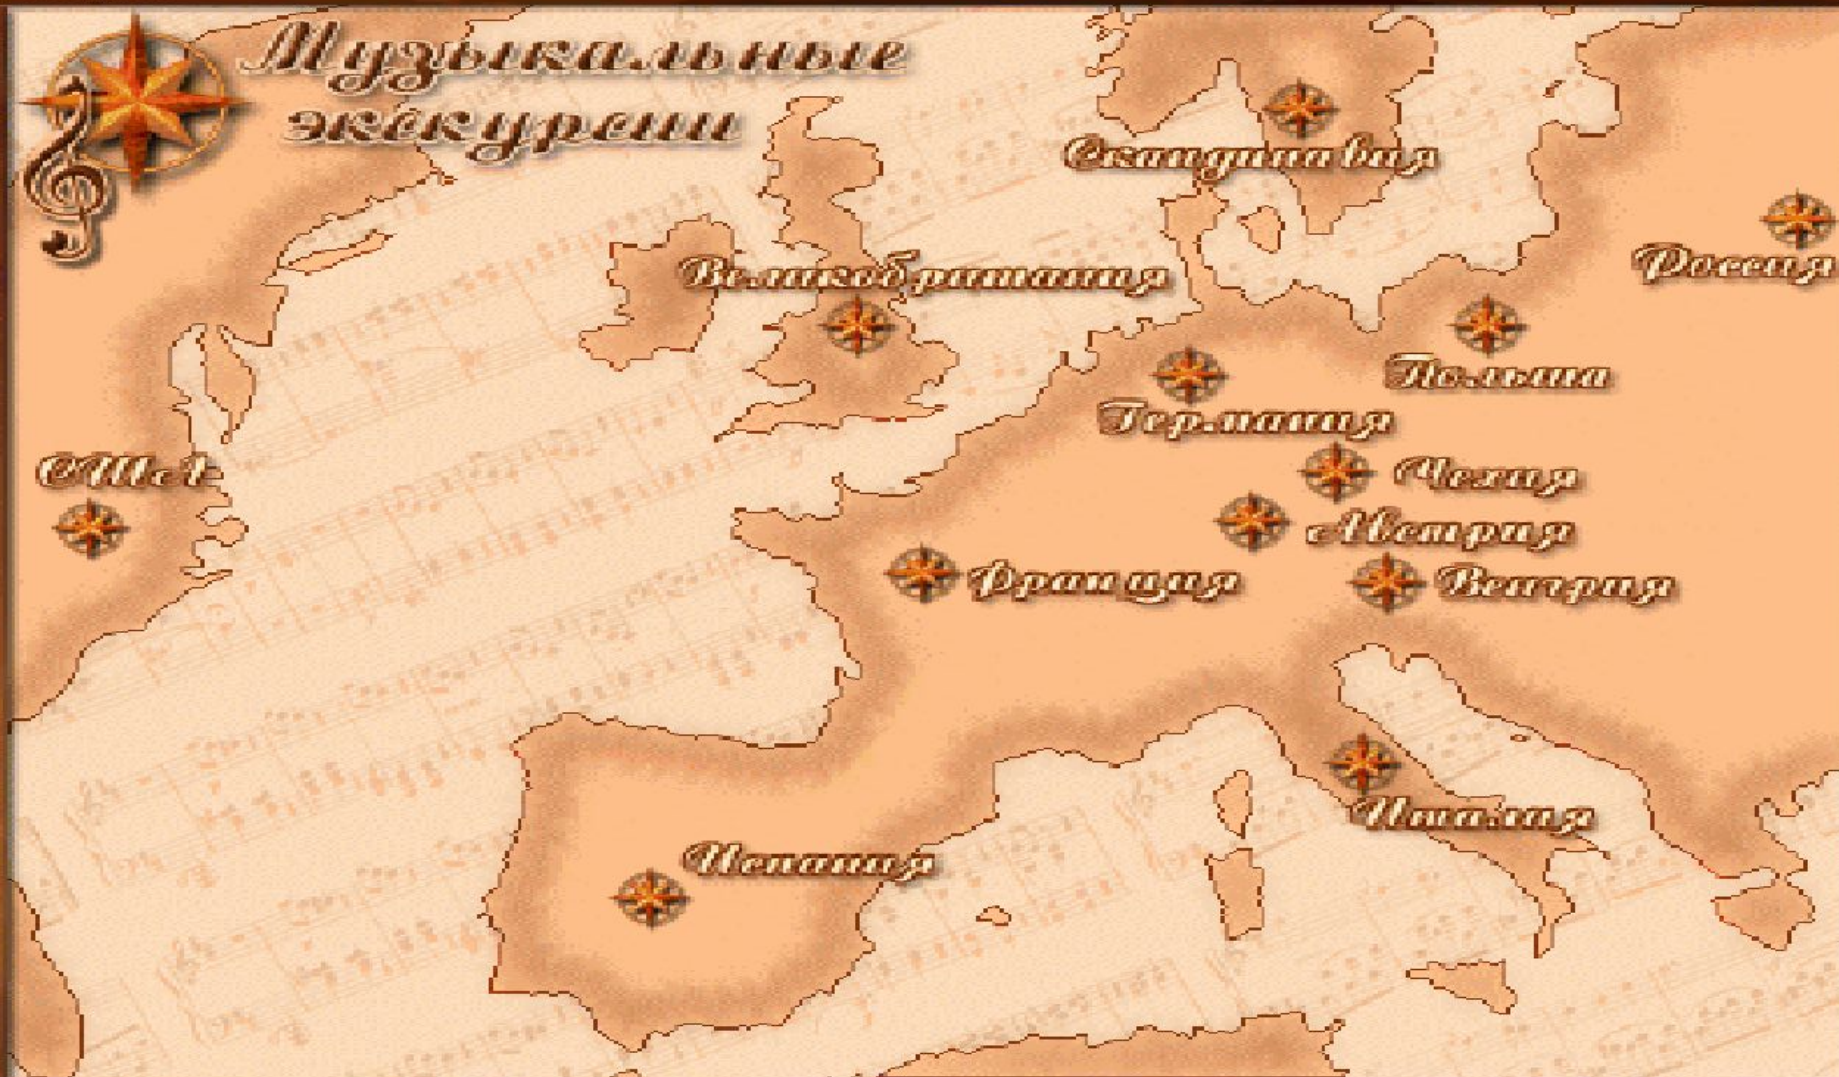 Музыкальные
экскурсии
Скандинавия
Россия
Великобритания
Польша
Германия
США
Чехия
Австрия
Франция
Венгрия
Италия
Испания